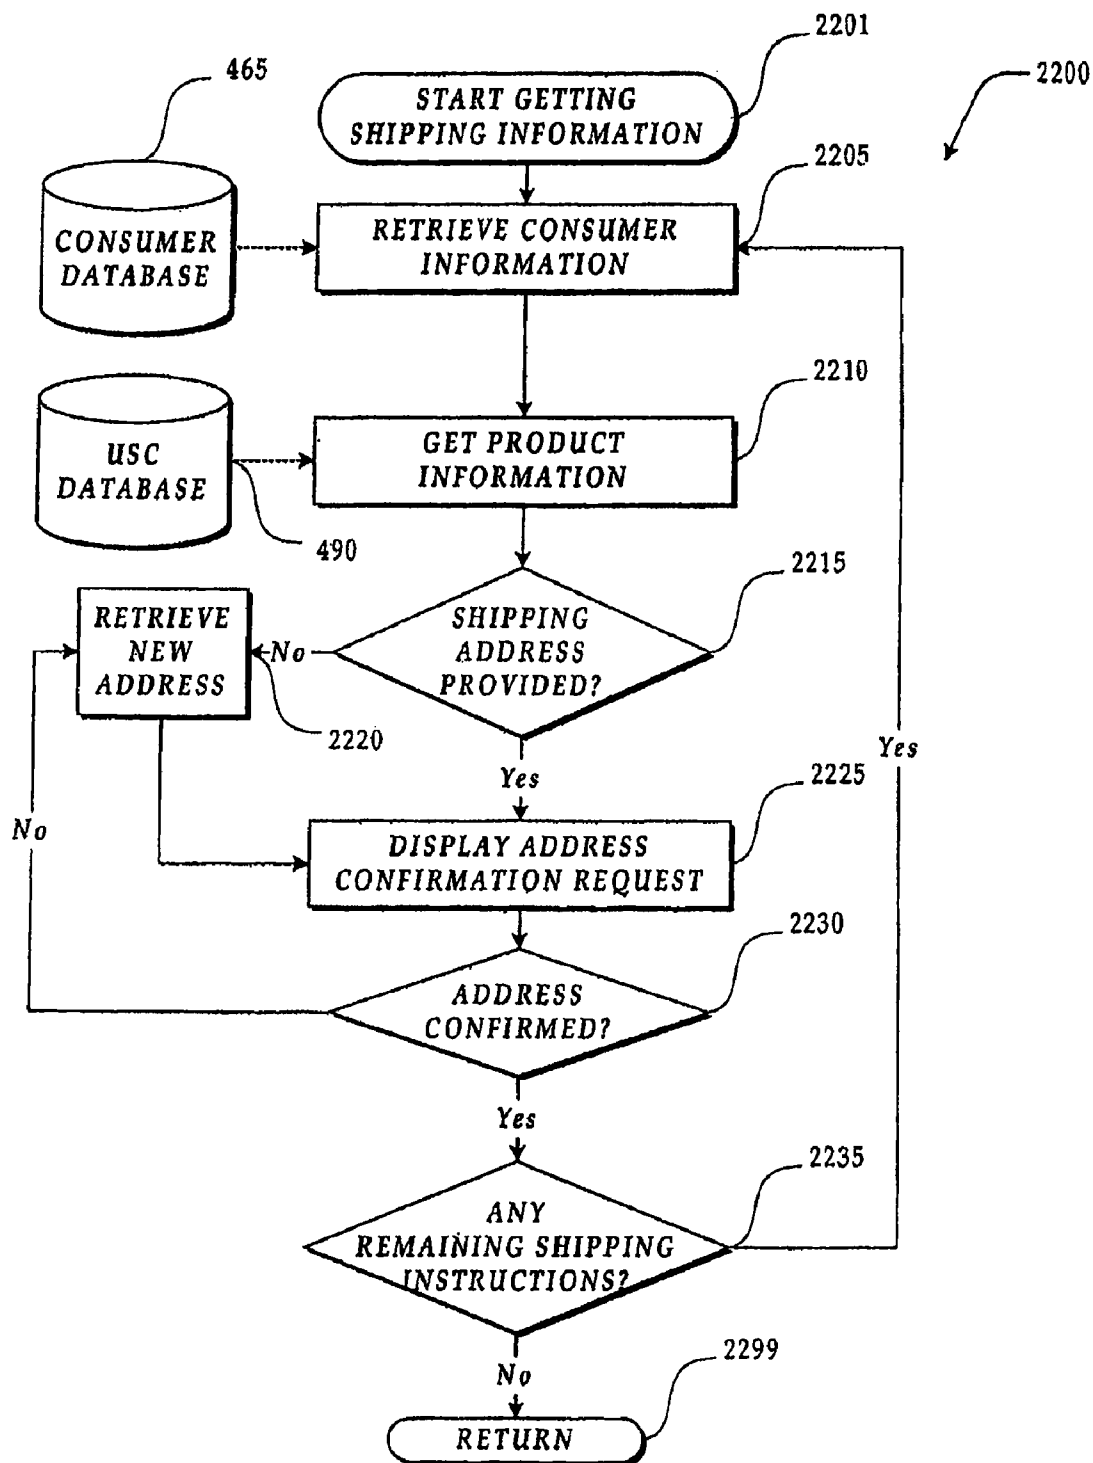 2201
465
2200
START GETTING
SHIPPING INFORMATION
2205
CONSUMER
DATABASE
RETRIEVE CONSUMER
INFORMATION
2210
USC
DATABASE
GET PRODUCT
INFORMATION
490
2215
RETRIEVE
NEW
ADDRESS
No
SHIPPING
ADDRESS
PROVIDED?
2220
Yes
Yes
2225
No
DISPLAY ADDRESS
CONFIRMATION REQUEST
2230
ADDRESS
CONFIRMED?
Yes
2235
ANY
REMAINING SHIPPING
INSTRUCTIONS?
2299
No
RETURN